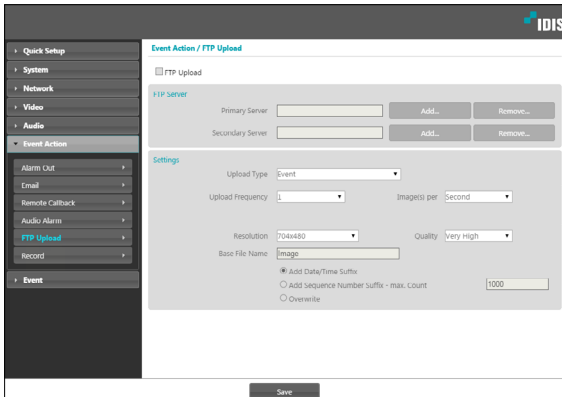 IDIS
Quick Setup
System
Network
Video
Audio
Event Action
Alarm Out
Email
Remote Callback
Audio Alarm
FTP Upload
Record
Event
Event Action / FTP Upload
FTP Upload
FTP Server
Primary Server Add... Remove...
Secondary Server Add... Remove...
Settings
Upload Type Event
Upload Frequency 1 Image(s) per Second
Resolution 704x480 Quality Very High
Base File Name Image
Add Date/Time Suffix
Add Sequence Number Suffix - max. Count 1000
Overwrite
Save